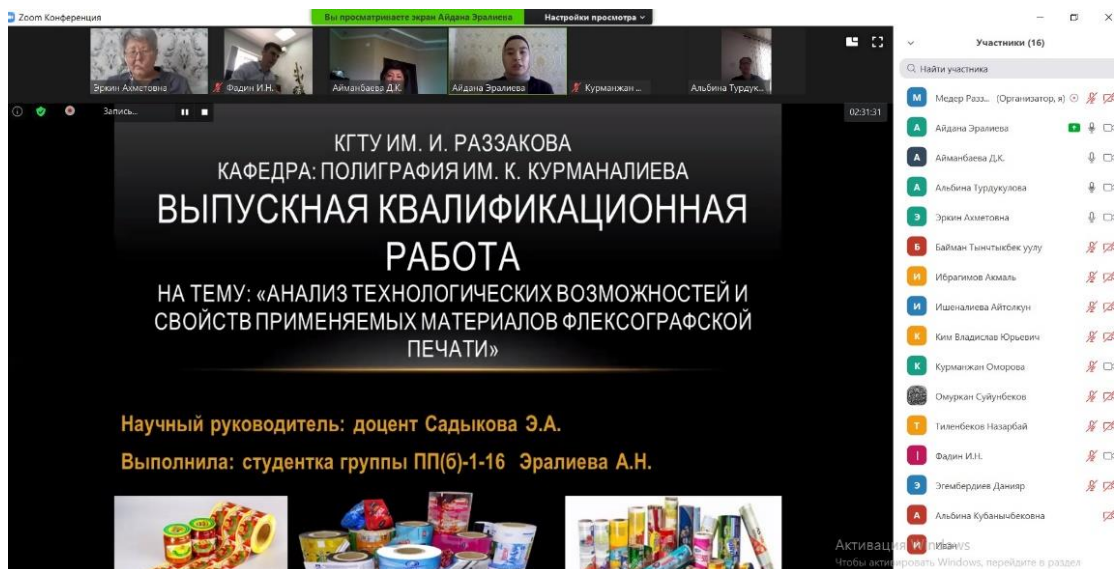 Zoom Конференция
Вы просматриваете экран Айдана Эралиева
Настройки просмотра
Эркин Ахметовна
Фадин И.Н.
Айманбаева Д.К.
Айдана Эралиева
Курманжан ...
Альбина Турдук...
Запись...
02:31:31
КГТУ ИМ. И. РАЗЗАКОВА
КАФЕДРА: ПОЛИГРАФИЯ ИМ. К. КУРМАНАЛИЕВА
ВЫПУСКНАЯ КВАЛИФИКАЦИОННАЯ
РАБОТА
НА ТЕМУ: «АНАЛИЗ ТЕХНОЛОГИЧЕСКИХ ВОЗМОЖНОСТЕЙ И
СВОЙСТВ ПРИМЕНЯЕМЫХ МАТЕРИАЛОВ ФЛЕКСОГРАФСКОЙ
ПЕЧАТИ»
Научный руководитель: доцент Садыкова Э.А.
Выполнила: студентка группы ПП(б)-1-16 Эралиева А.Н.
Участники (16)
Найти участника
М Медер Разз... (Организатор, я)
А Айдана Эралиева
А Айманбаева Д.К.
А Альбина Турдукулова
Э Эркин Ахметовна
Б Байман Тынчтыкбек уулу
И Ибрагимов Акмаль
И Ишеналиева Айтолкун
К Ким Владислав Юрьевич
К Курманжан Оморова
Омуркан Суйунбеков
Т Тиленбеков Назарбай
I Фадин И.Н.
Э Эгембердиев Данияр
А Альбина Кубанычбековна
И Иван
Активация Windows
Чтобы активировать Windows, перейдите в раздел